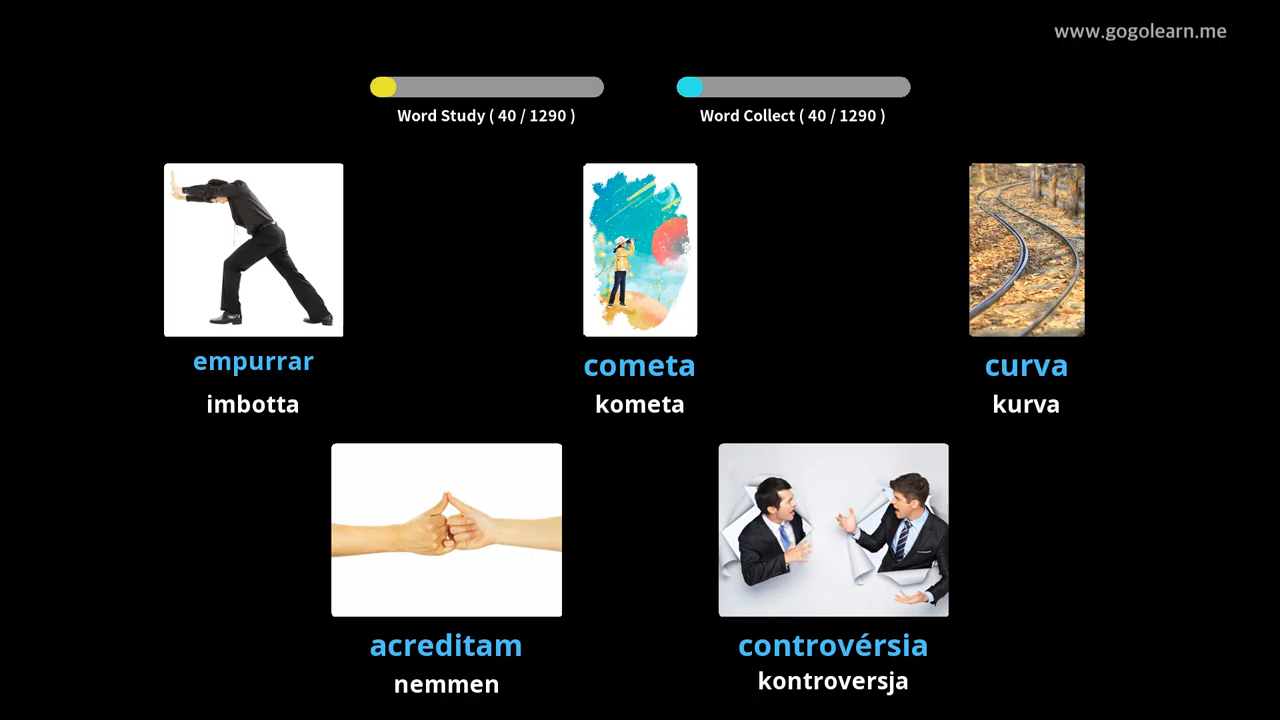 www.gogolearn.me
Word Study ( 40 / 1290 )
Word Collect ( 40 / 1290 )
empurrar
imbotta
cometa
kometa
curva
kurva
acreditam
nemmen
controvérsia
kontroversja